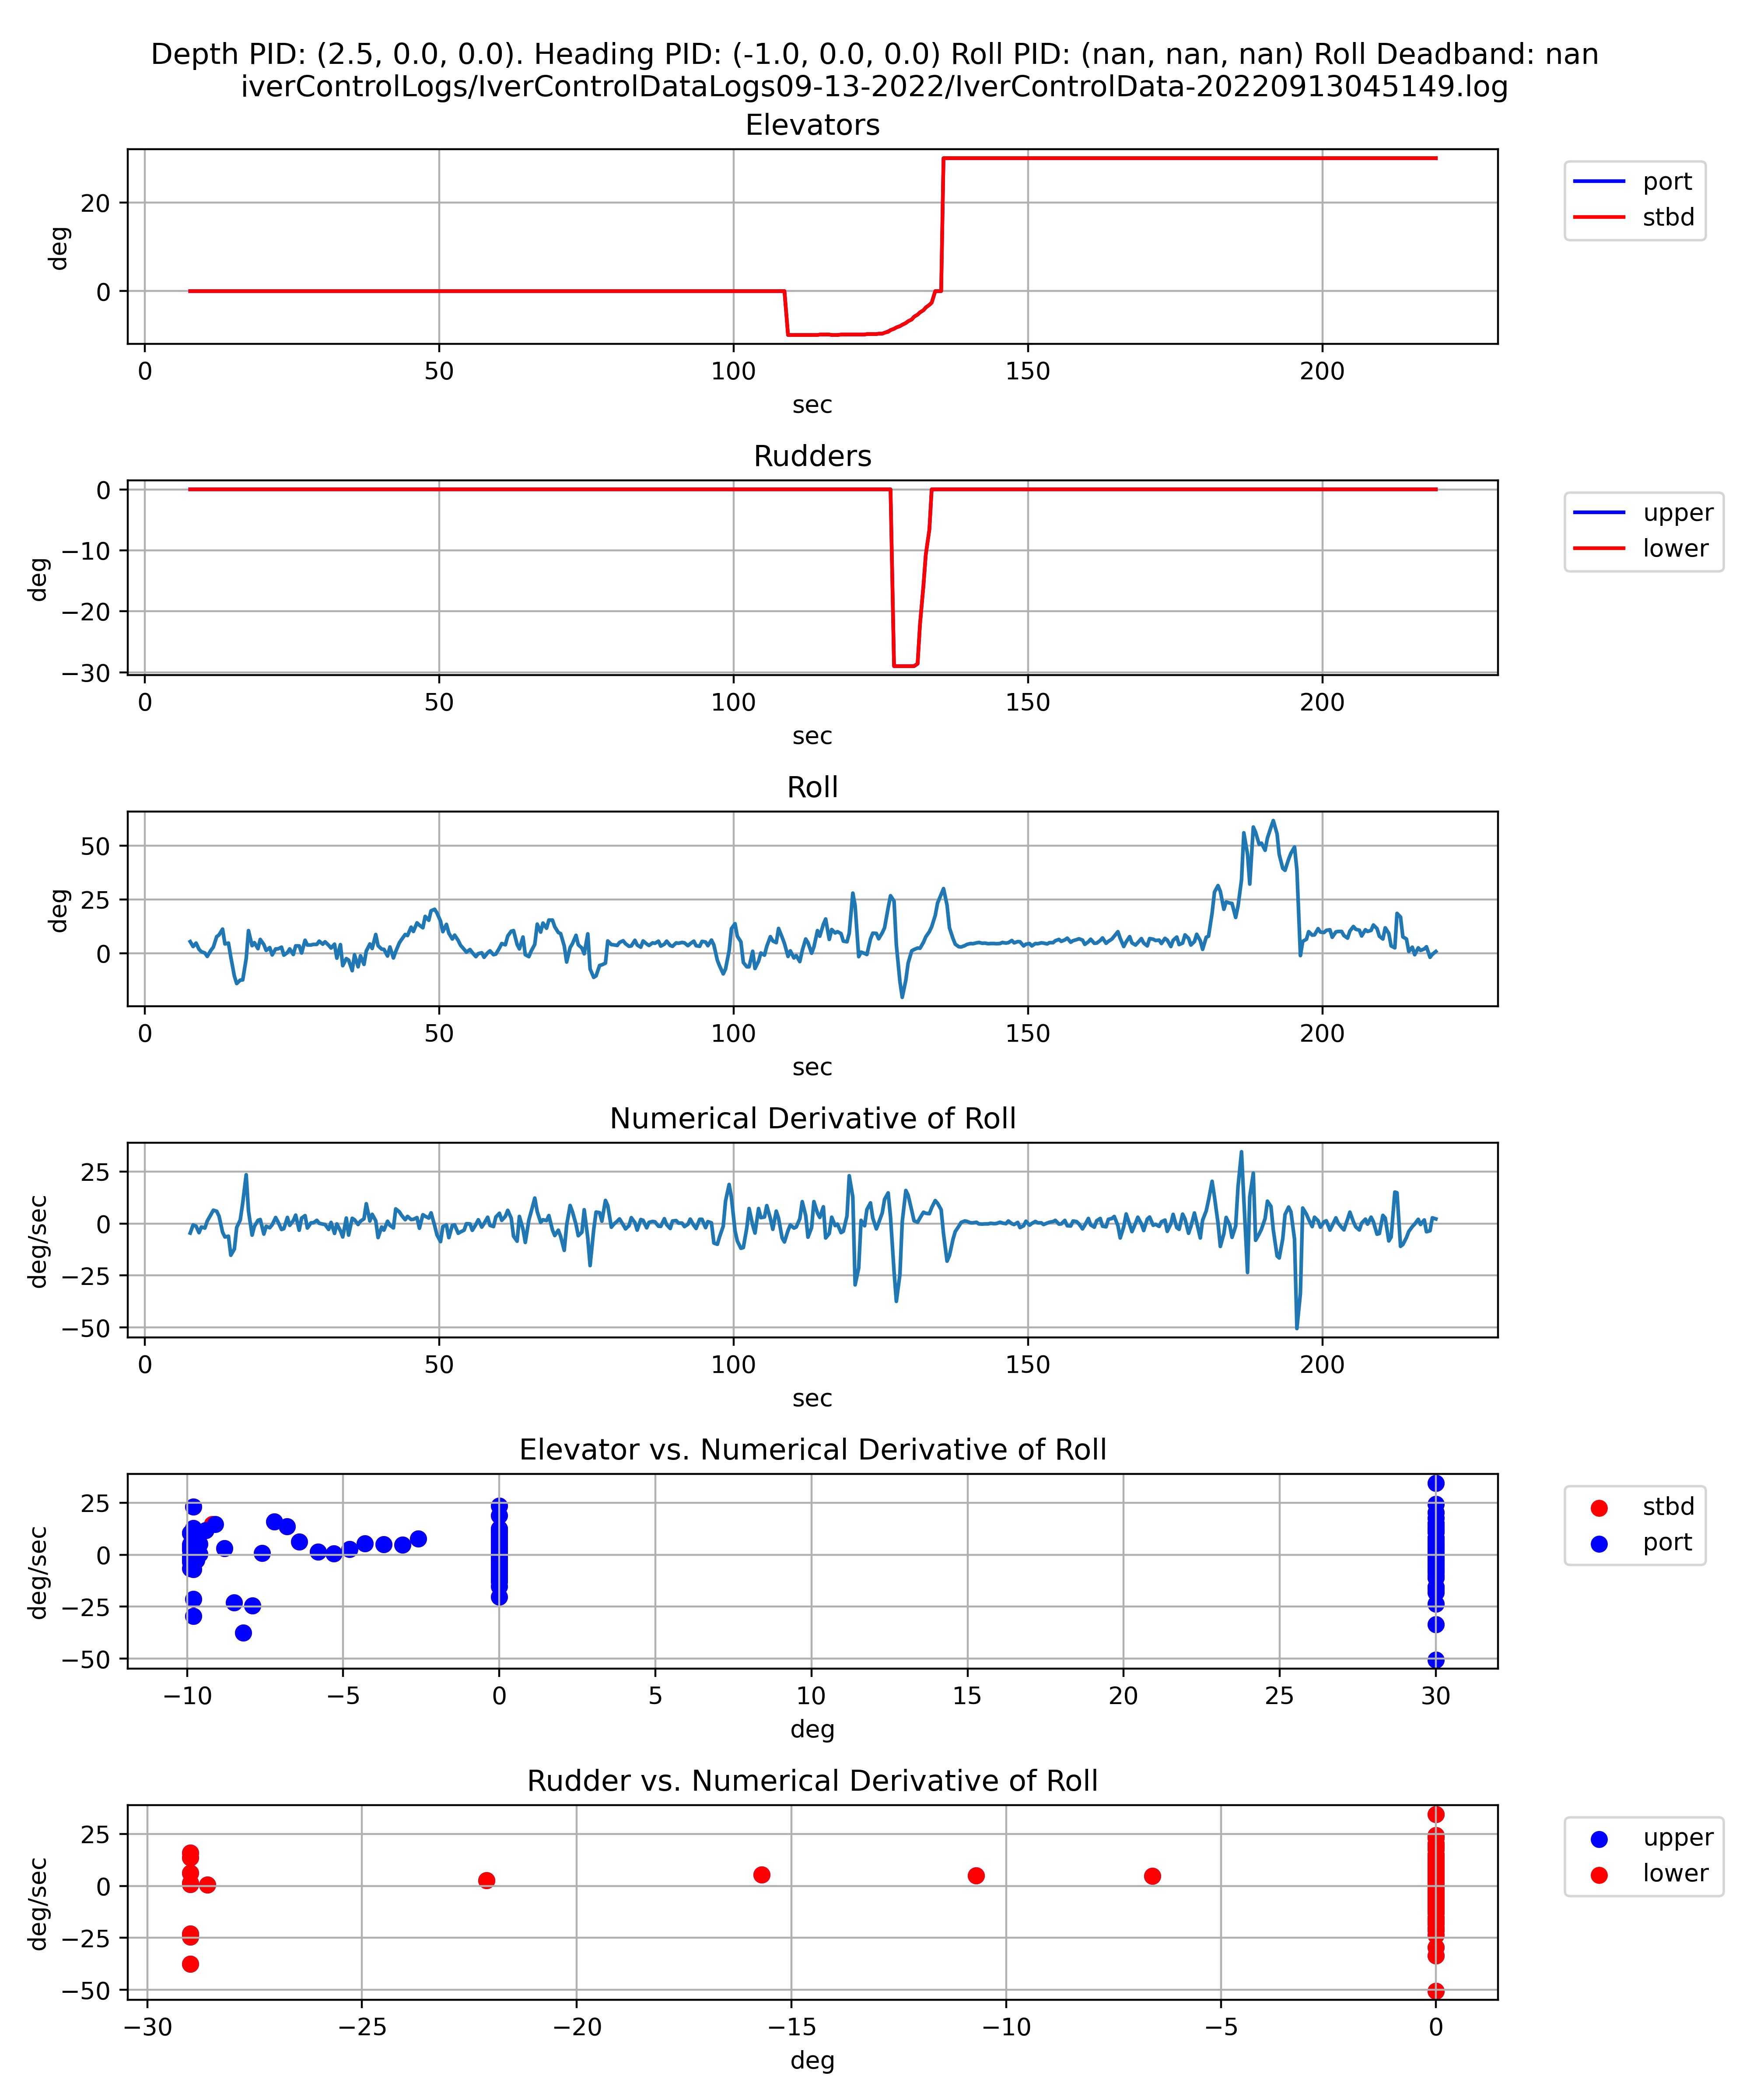 Depth PID: (2.5, 0.0, 0.0). Heading PID: (-1.0, 0.0, 0.0) Roll PID: (nan, nan, nan) Roll Deadband: nan
iverControlLogs/IverControlDataLogs09-13-2022/IverControlData-20220913045149.log
Elevators
20
0
deg
0 50 100 150 200
sec
port
stbd
Rudders
0
−10
−20
−30
deg
0 50 100 150 200
sec
upper
lower
Roll
50
25
0
deg
0 50 100 150 200
sec
Numerical Derivative of Roll
25
0
−25
−50
deg/sec
0 50 100 150 200
sec
Elevator vs. Numerical Derivative of Roll
25
0
−25
−50
deg/sec
−10 −5 0 5 10 15 20 25 30
deg
stbd
port
Rudder vs. Numerical Derivative of Roll
25
0
−25
−50
deg/sec
−30 −25 −20 −15 −10 −5 0
deg
upper
lower